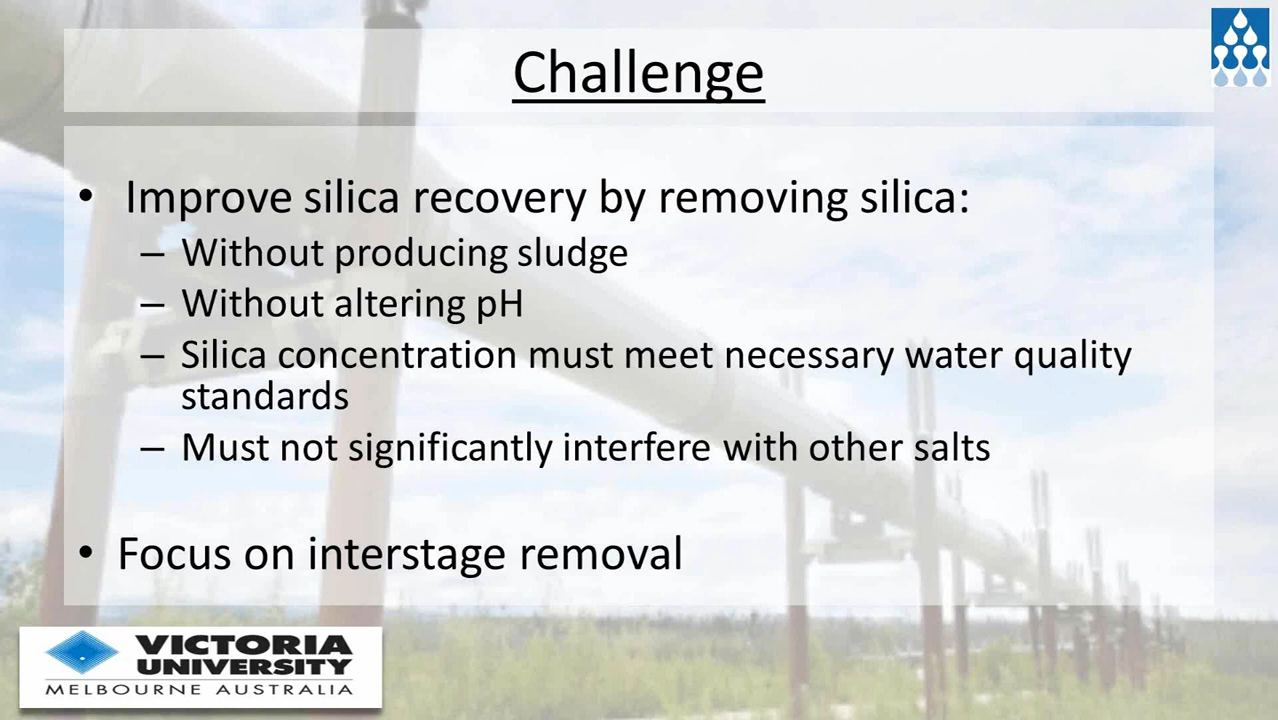 Challenge
• Improve silica recovery by removing silica:
– Without producing sludge
– Without altering pH
– Silica concentration must meet necessary water quality
standards
– Must not significantly interfere with other salts
• Focus on interstage removal
VICTORIA
UNIVERSITY
MELBOURNE AUSTRALIA